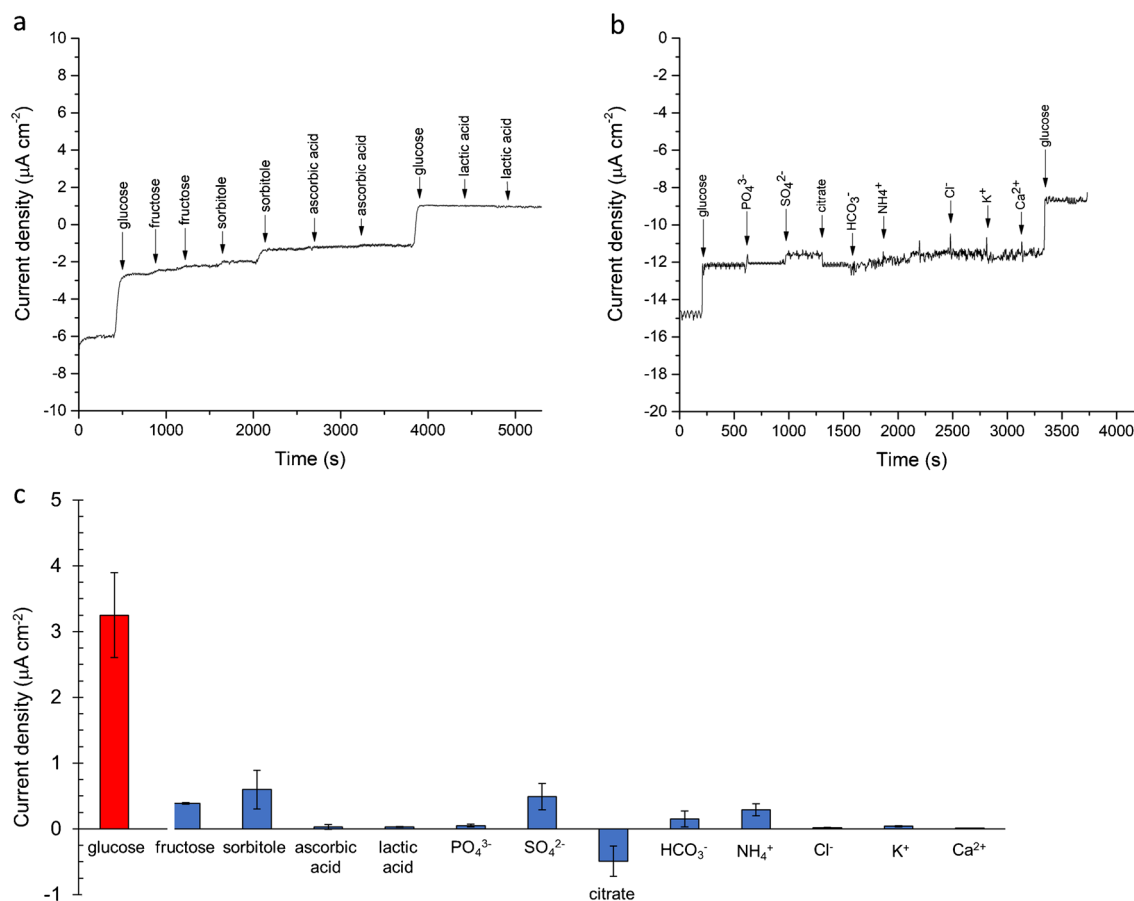 a
Current density (µA cm⁻²)
10
8
6
4
2
0
-2
-4
-6
-8
-10
glucose
fructose
fructose
sorbitole
sorbitole
ascorbic acid
ascorbic acid
glucose
lactic acid
lactic acid
0 1000 2000 3000 4000 5000
Time (s)
b
Current density (µA cm⁻²)
0
-2
-4
-6
-8
-10
-12
-14
-16
-18
-20
glucose
PO₄³⁻
SO₄²⁻
citrate
HCO₃⁻
NH4⁺
Cl⁻
K⁺
Ca²⁺
glucose
0 500 1000 1500 2000 2500 3000 3500 4000
Time (s)
c
Current density (µA cm⁻²)
5
4
3
2
1
0
-1
glucose fructose sorbitole ascorbic acid lactic acid PO₄³⁻ SO₄²⁻ citrate HCO₃⁻ NH₄⁺ Cl⁻ K⁺ Ca²⁺